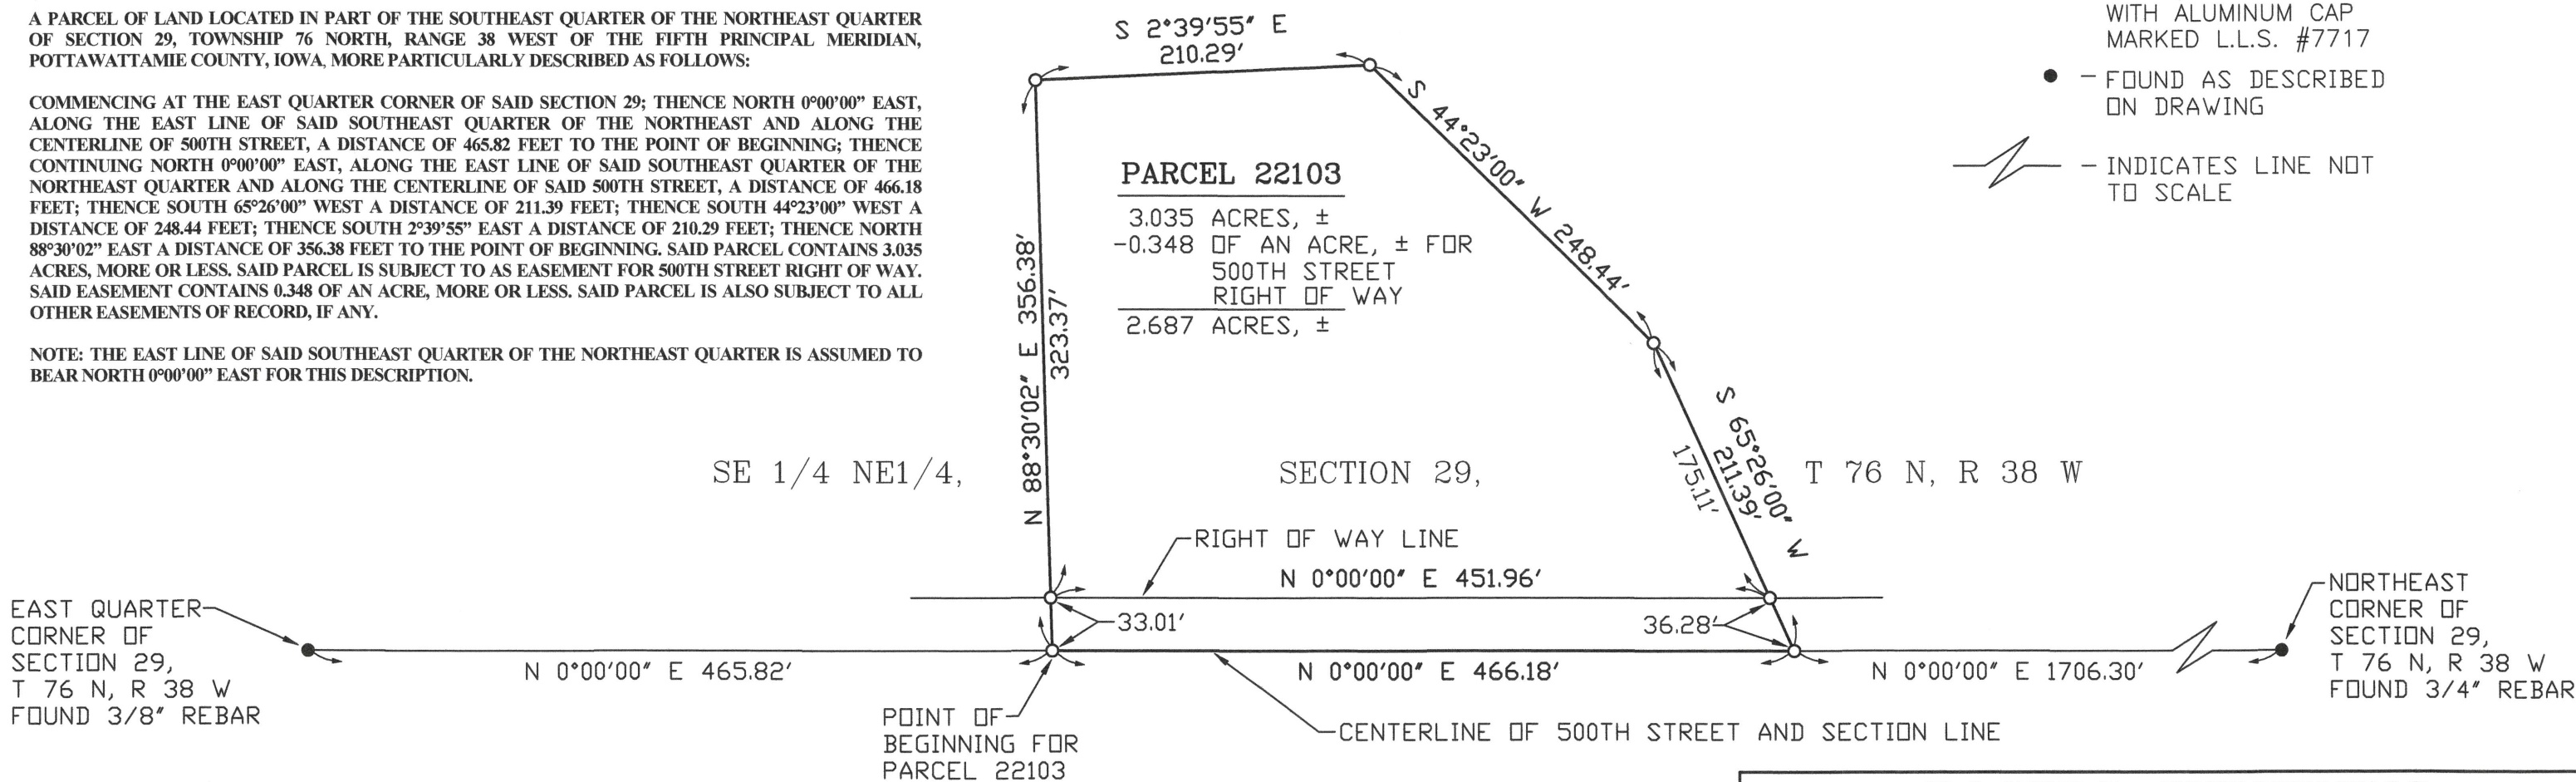 A PARCEL OF LAND LOCATED IN PART OF THE SOUTHEAST QUARTER OF THE NORTHEAST QUARTER
OF SECTION 29, TOWNSHIP 76 NORTH, RANGE 38 WEST OF THE FIFTH PRINCIPAL MERIDIAN,
POTTAWATTAMIE COUNTY, IOWA, MORE PARTICULARLY DESCRIBED AS FOLLOWS:
COMMENCING AT THE EAST QUARTER CORNER OF SAID SECTION 29; THENCE NORTH 0°00'00" EAST,
ALONG THE EAST LINE OF SAID SOUTHEAST QUARTER OF THE NORTHEAST AND ALONG THE
CENTERLINE OF 500TH STREET, A DISTANCE OF 465.82 FEET TO THE POINT OF BEGINNING; THENCE
CONTINUING NORTH 0°00'00" EAST, ALONG THE EAST LINE OF SAID SOUTHEAST QUARTER OF THE
NORTHEAST QUARTER AND ALONG THE CENTERLINE OF SAID 500TH STREET, A DISTANCE OF 466.18
FEET; THENCE SOUTH 65°26'00" WEST A DISTANCE OF 211.39 FEET; THENCE SOUTH 44°23'00" WEST A
DISTANCE OF 248.44 FEET; THENCE SOUTH 2°39'55" EAST A DISTANCE OF 210.29 FEET; THENCE NORTH
88°30'02" EAST A DISTANCE OF 356.38 FEET TO THE POINT OF BEGINNING. SAID PARCEL CONTAINS 3.035
ACRES, MORE OR LESS. SAID PARCEL IS SUBJECT TO AS EASEMENT FOR 500TH STREET RIGHT OF WAY.
SAID EASEMENT CONTAINS 0.348 OF AN ACRE, MORE OR LESS. SAID PARCEL IS ALSO SUBJECT TO ALL
OTHER EASEMENTS OF RECORD, IF ANY.
NOTE: THE EAST LINE OF SAID SOUTHEAST QUARTER OF THE NORTHEAST QUARTER IS ASSUMED TO
BEAR NORTH 0°00'00" EAST FOR THIS DESCRIPTION.
S 2°39'55" E
210.29'
WITH ALUMINUM CAP
MARKED L.L.S. #7717
- FOUND AS DESCRIBED
ON DRAWING
- INDICATES LINE NOT
TO SCALE
S 44°23'00" W 248.44'
PARCEL 22103
3.035 ACRES, ±
-0.348 OF AN ACRE, ± FOR
500TH STREET
RIGHT OF WAY
2.687 ACRES, ±
N 88°30'02" E 356.38'
323.37'
S 65°26'00" W
211.39'
175.11'
SE 1/4 NE1/4,
SECTION 29,
T 76 N, R 38 W
RIGHT OF WAY LINE
N 0°00'00" E 451.96'
33.01'
36.28'
EAST QUARTER
CORNER OF
SECTION 29,
T 76 N, R 38 W
FOUND 3/8" REBAR
N 0°00'00" E 465.82'
N 0°00'00" E 466.18'
N 0°00'00" E 1706.30'
NORTHEAST
CORNER OF
SECTION 29,
T 76 N, R 38 W
FOUND 3/4" REBAR
POINT OF
BEGINNING FOR
PARCEL 22103
CENTERLINE OF 500TH STREET AND SECTION LINE